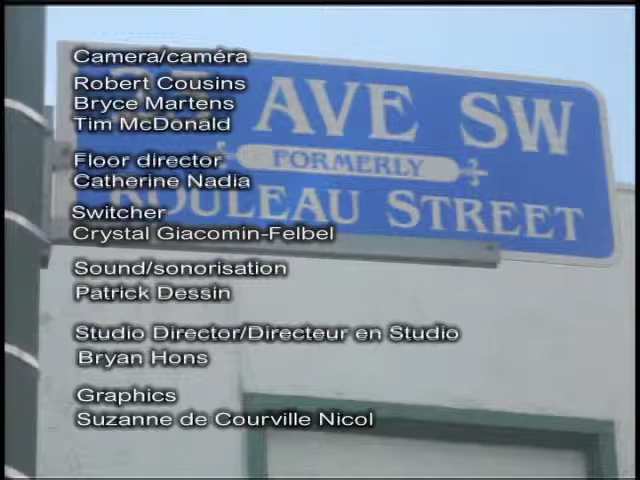 Camera/caméra
Robert Cousins
Bryce Martens
Tim McDonald
Floor director
Catherine Nadia
Switcher
Crystal Giacomin-Felbel
Sound/sonorisation
Patrick Dessin
Studio Director/Directeur en Studio
Bryan Hons
Graphics
Suzanne de Courville Nicol
AVE SW
FORMERLY
ROULEAU STREET